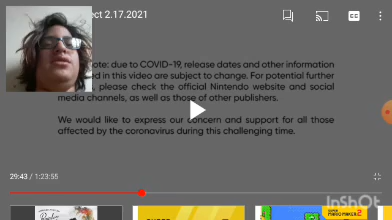 ect 2.17.2021
ote: due to COVID-19, release dates and other information
ed in this video are subject to change. For potential further
, please check the official Nintendo website and social
media channels, as well as those of other publishers.
We would like to express our concern and support for all those
affected by the coronavirus during this challenging time.
29:43 / 1:23:55
InShOt